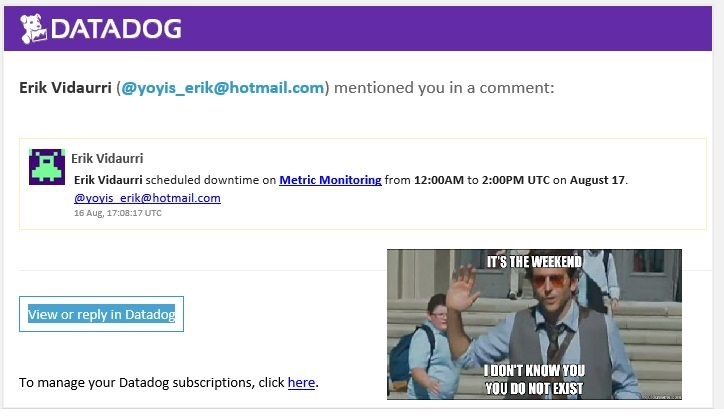 DATADOG
Erik Vidaurri (@yoyis_erik@hotmail.com) mentioned you in a comment:
Erik Vidaurri
Erik Vidaurri scheduled downtime on Metric Monitoring from 12:00AM to 2:00PM UTC on August 17.
@yoyis_erik@hotmail.com
16 Aug, 17:08:17 UTC
IT'S THE WEEKEND
I DON'T KNOW YOU
YOU DO NOT EXIST
View or reply in Datadog
To manage your Datadog subscriptions, click here.